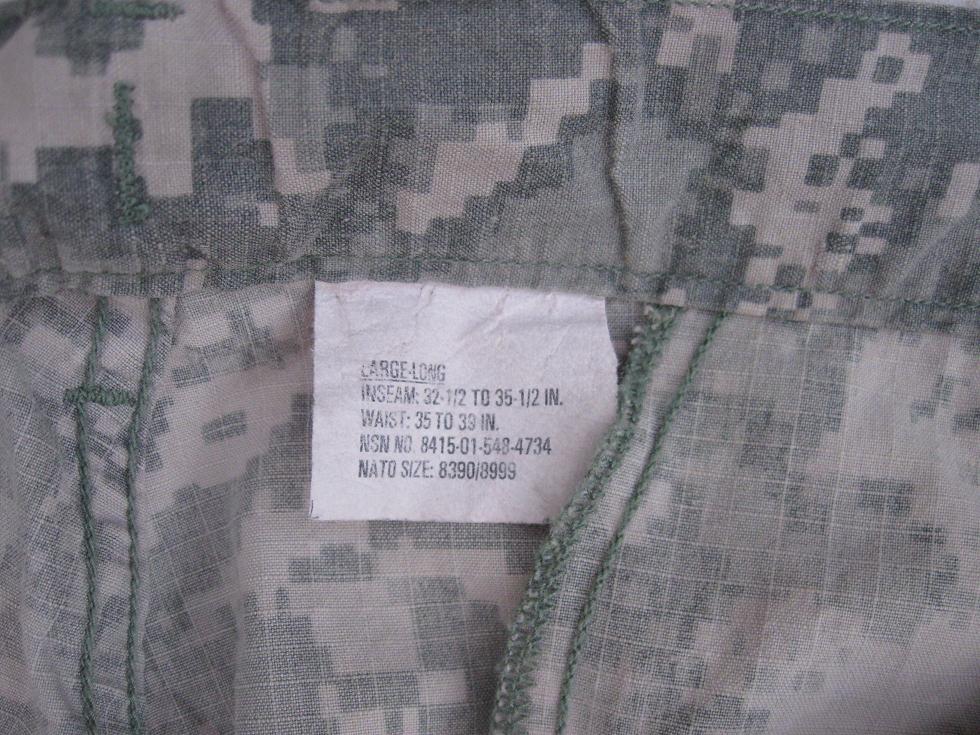 LARGE-LONG
INSEAM: 32-1/2 TO 35-1/2 IN.
WAIST: 35 TO 39 IN.
NSN NO. 8415-01-548-4734
NATO SIZE: 8390/8999